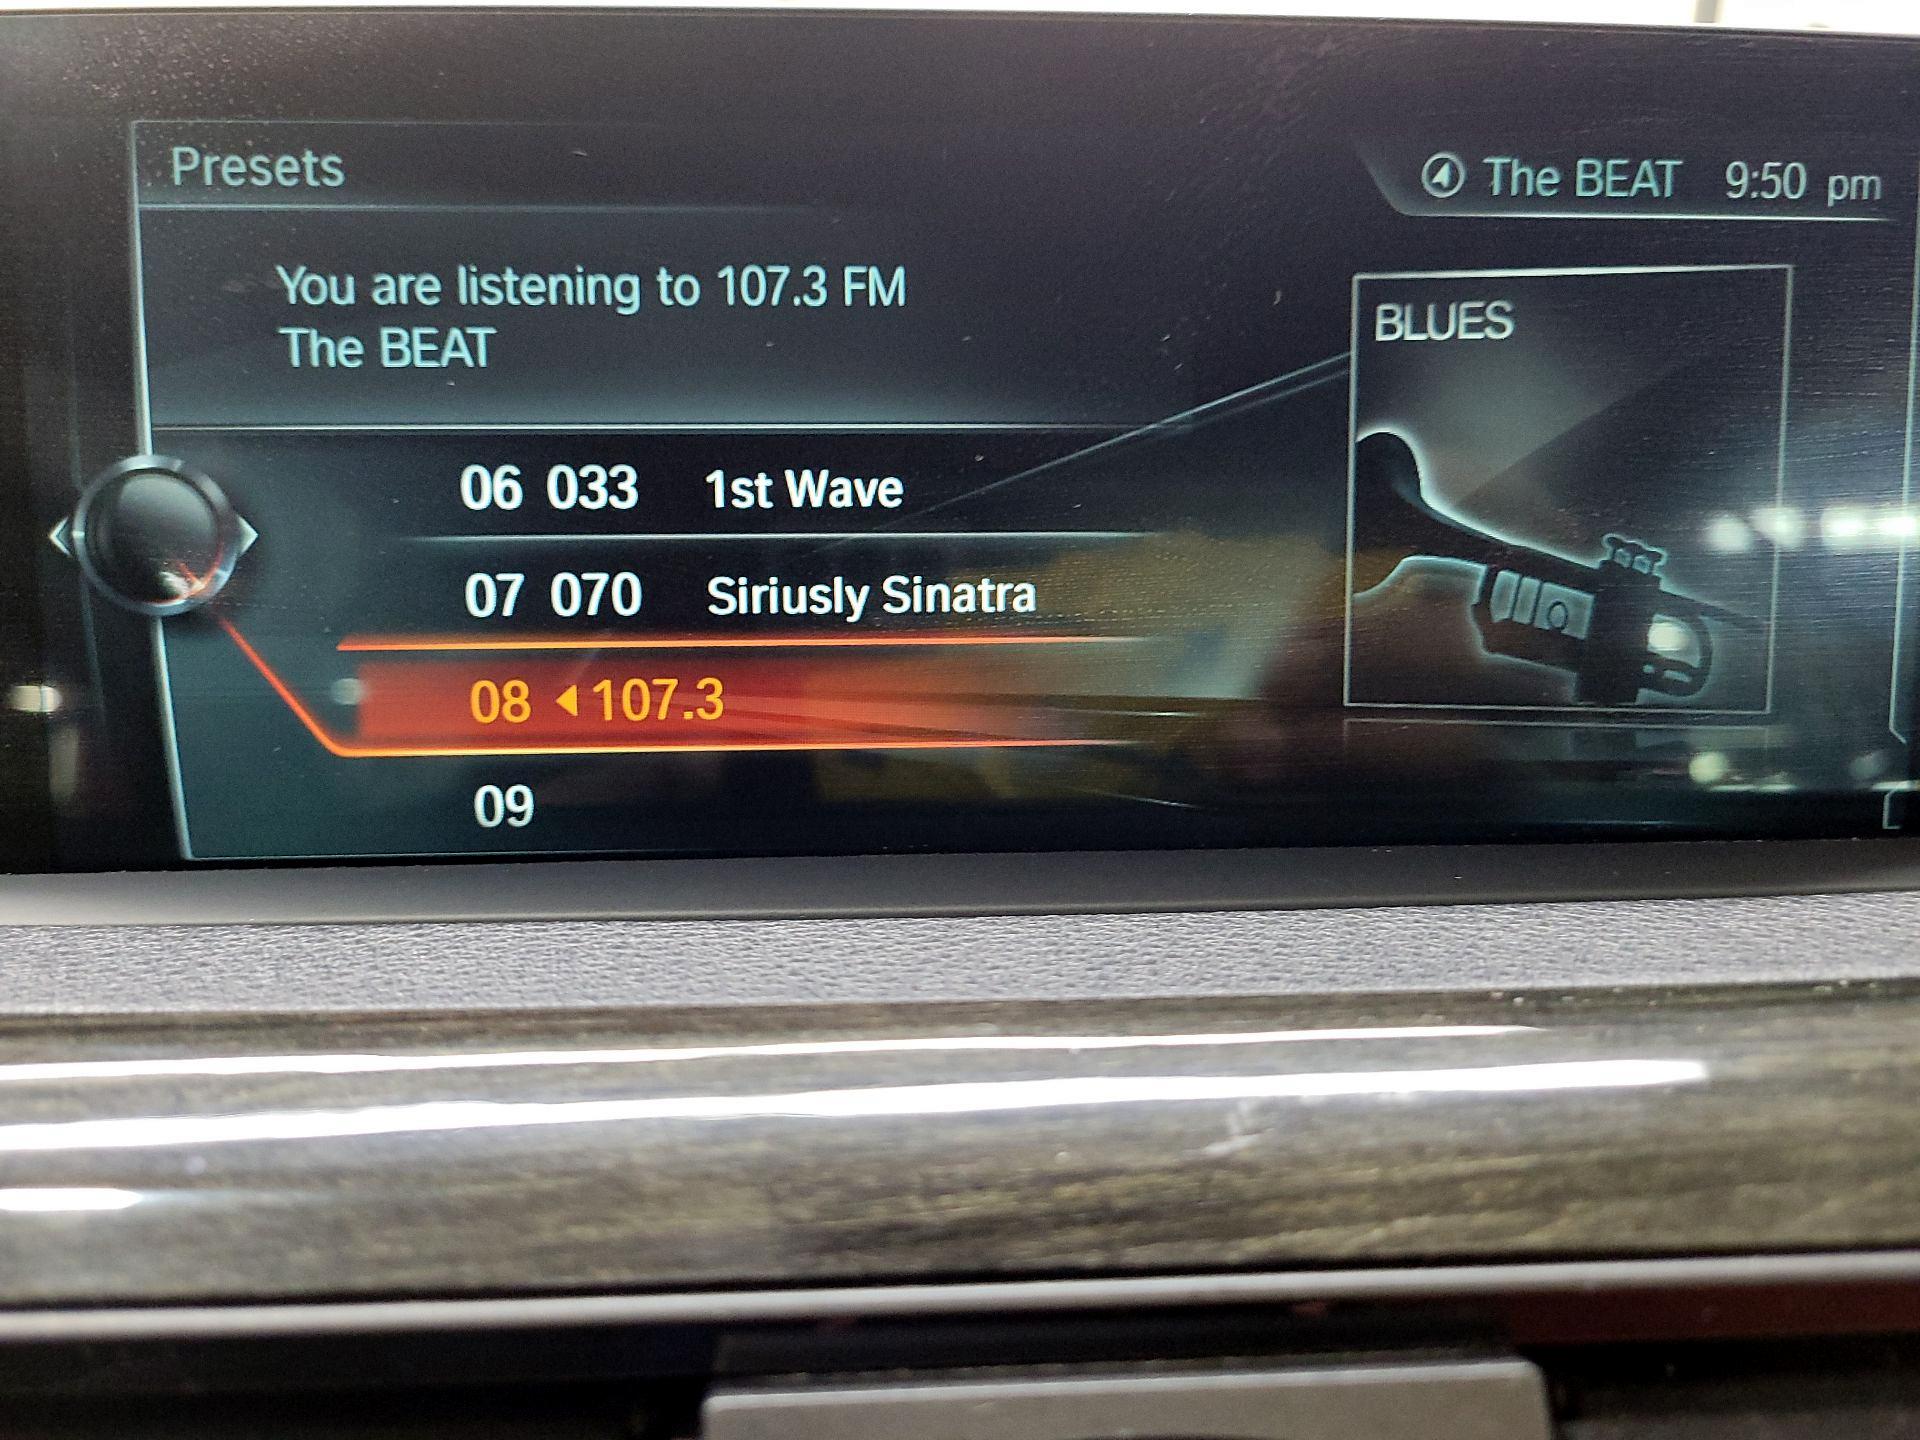 Presets
The BEAT 9:50 pm
You are listening to 107.3 FM
The BEAT
BLUES
06 033 1st Wave
07 070 Siriusly Sinatra
08 ◄107.3
09